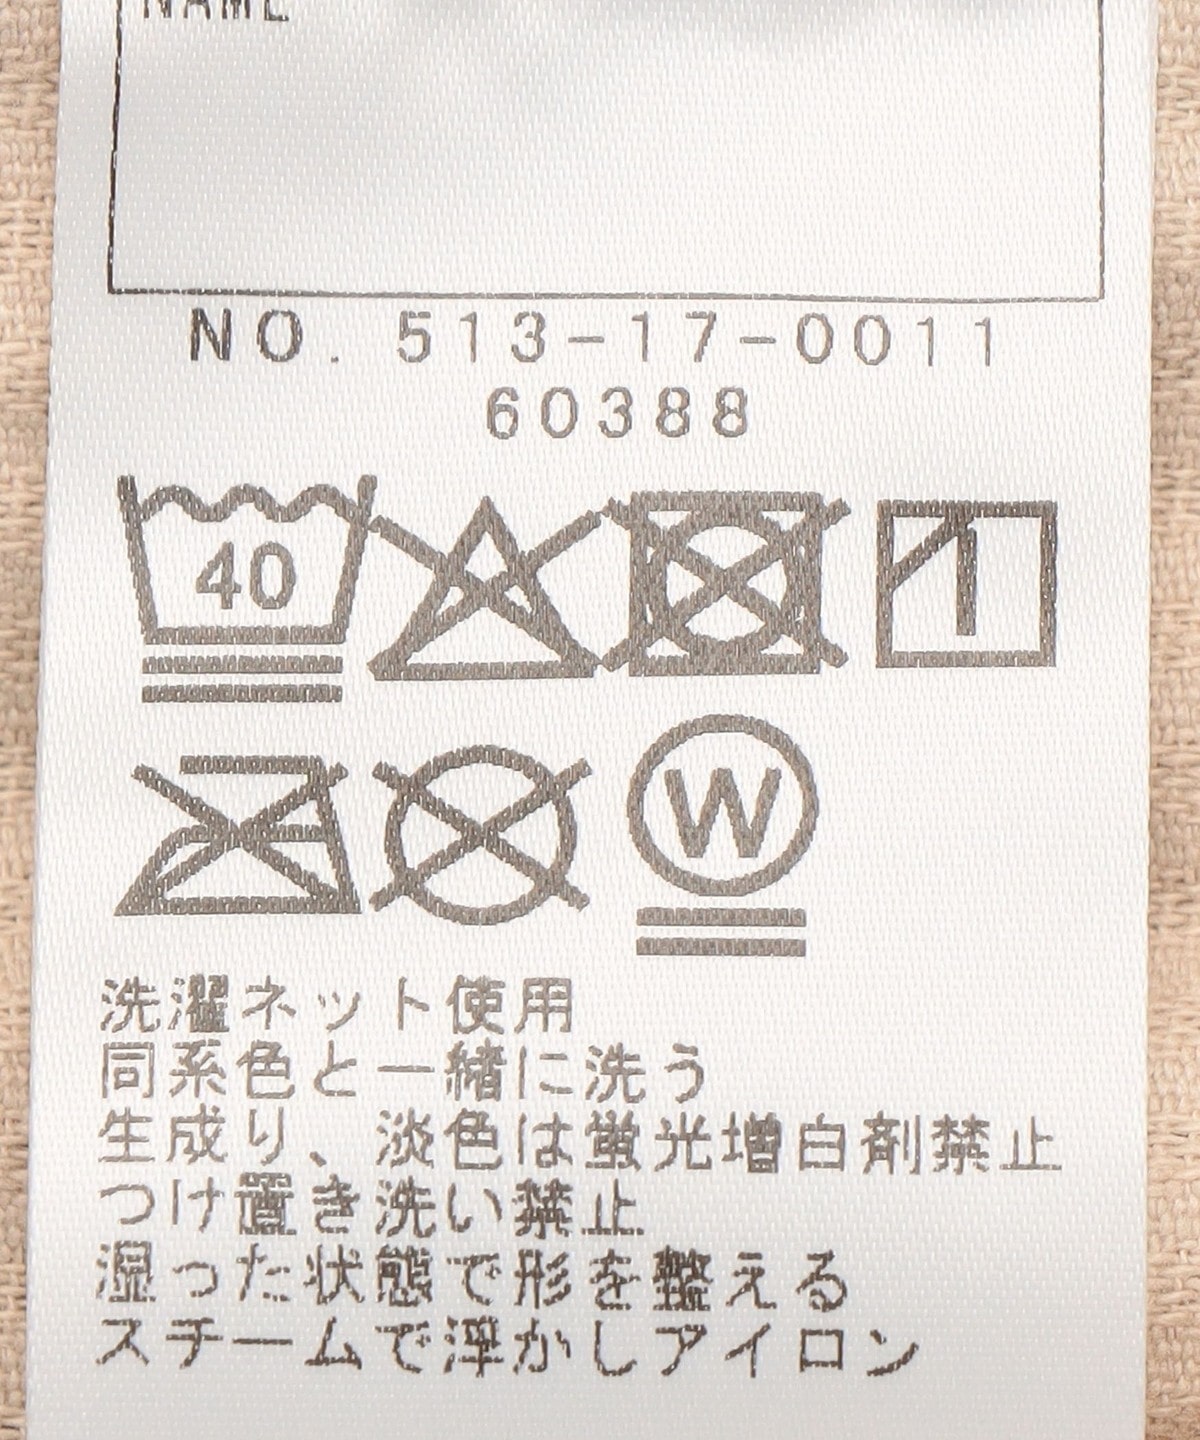 NAME
NO. 513-17-0011
60388
40
W
洗濯ネット使用
同系色と一緒に洗う
生成り、淡色は蛍光増白剤禁止
つけ置き洗い禁止
湿った状態で形を整える
スチームで浮かしアイロン